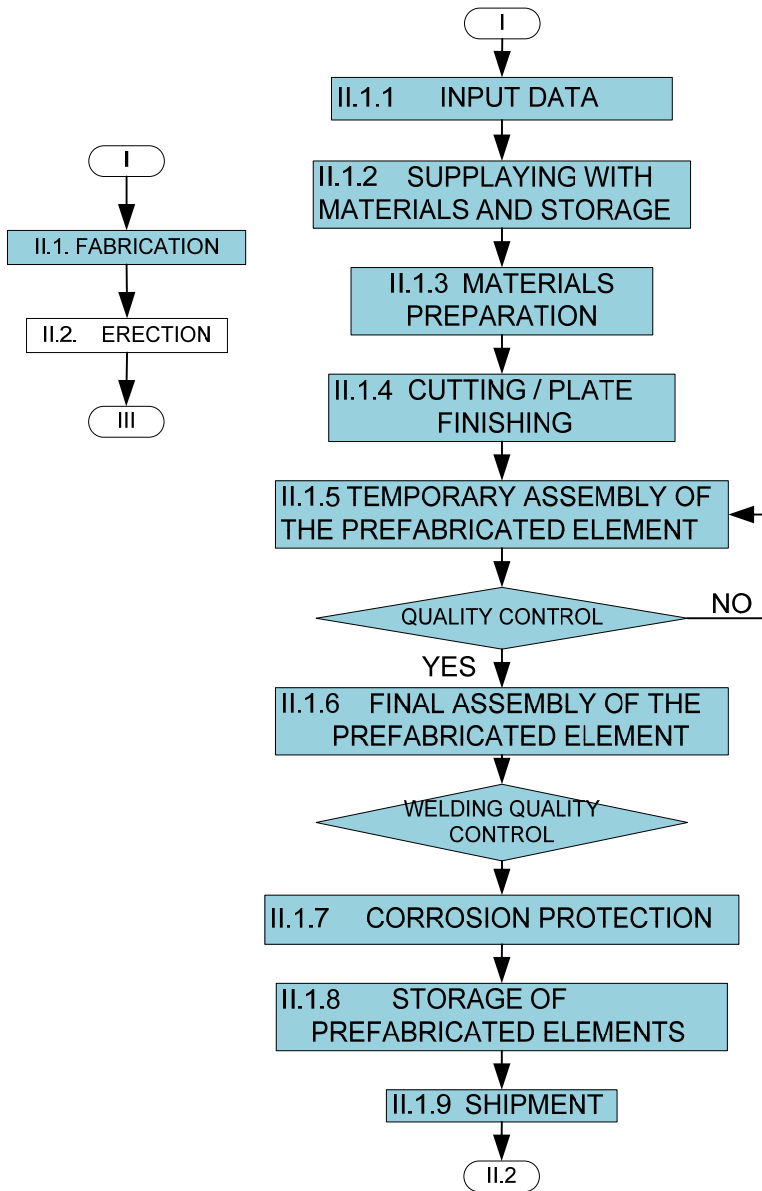 I
II.1. FABRICATION
II.2. ERECTION
III
I
II.1.1 INPUT DATA
II.1.2 SUPPLAYING WITH
MATERIALS AND STORAGE
II.1.3 MATERIALS
PREPARATION
II.1.4 CUTTING / PLATE
FINISHING
II.1.5 TEMPORARY ASSEMBLY OF
THE PREFABRICATED ELEMENT
QUALITY CONTROL
NO
YES
II.1.6 FINAL ASSEMBLY OF THE
PREFABRICATED ELEMENT
WELDING QUALITY
CONTROL
II.1.7 CORROSION PROTECTION
II.1.8 STORAGE OF
PREFABRICATED ELEMENTS
II.1.9 SHIPMENT
II.2